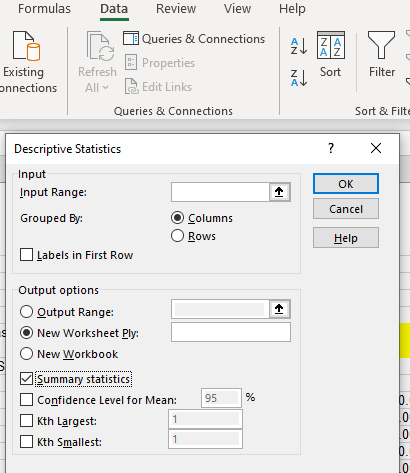 Formulas Data Review View Help
Existing
onnections
Refresh
All
Queries & Connections
Properties
Edit Links
Queries & Connections
Sort
Filter
Sort & Filte
Descriptive Statistics ? ×
Input
Input Range:
Grouped By: Columns
Rows
Labels in First Row
OK
Cancel
Help
Output options
Output Range:
New Worksheet Ply:
New Workbook
Summary statistics
Confidence Level for Mean: 95 %
Kth Largest: 1
Kth Smallest: 1